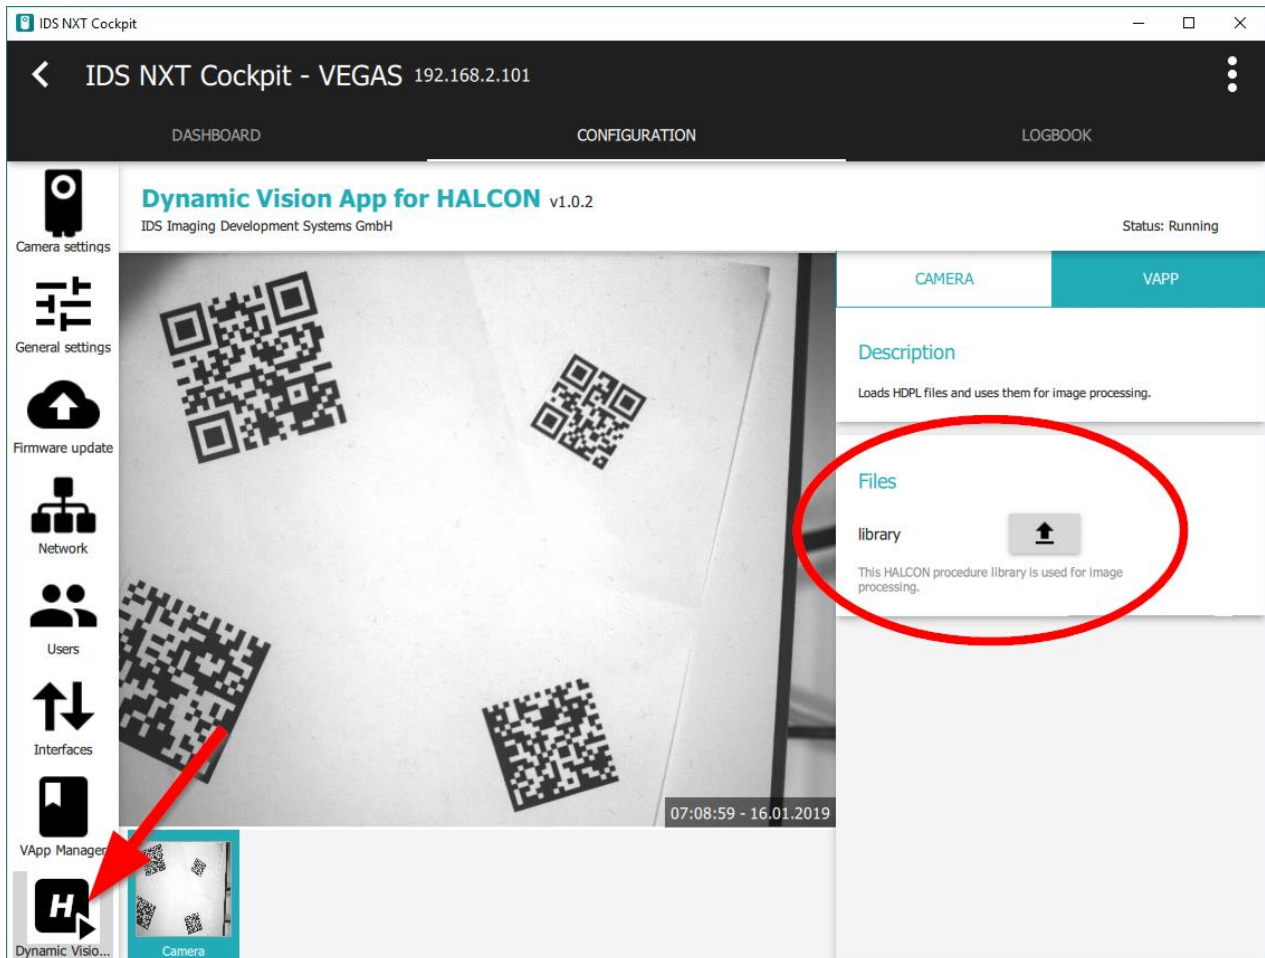 IDS NXT Cockpit
IDS NXT Cockpit - VEGAS 192.168.2.101
DASHBOARD
CONFIGURATION
LOGBOOK
Camera settings
General settings
Firmware update
Network
Users
Interfaces
VApp Manager
Dynamic Visio...
Dynamic Vision App for HALCON v1.0.2
IDS Imaging Development Systems GmbH
Status: Running
07:08:59 - 16.01.2019
Camera
CAMERA
VAPP
Description
Loads HDPL files and uses them for image processing.
Files
library
This HALCON procedure library is used for image
processing.
H